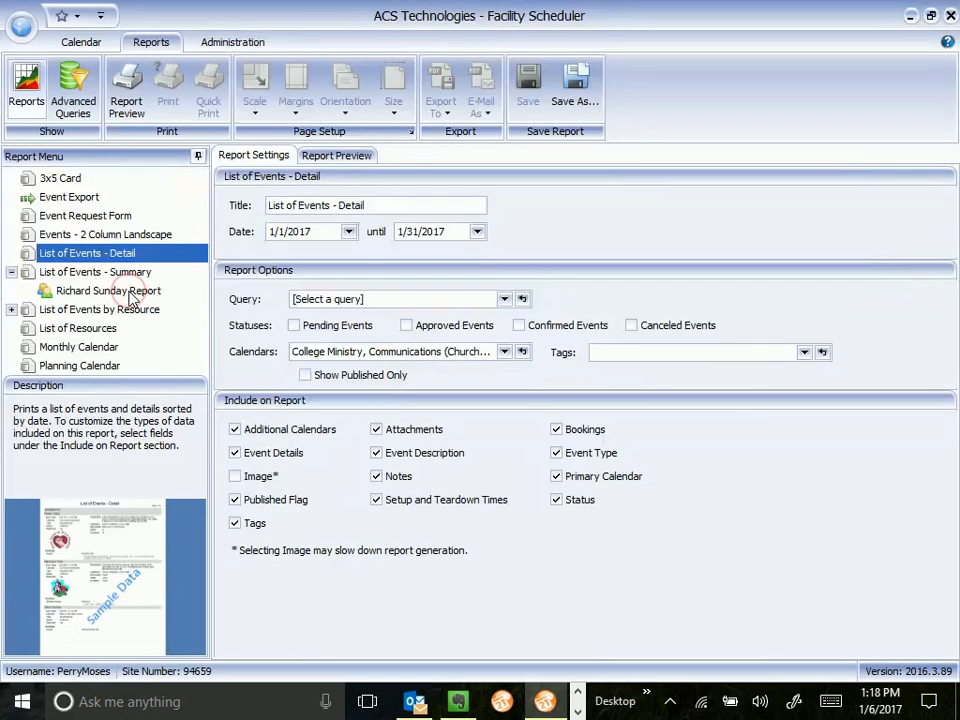 ACS Technologies - Facility Scheduler
Calendar Reports Administration
Reports Advanced Queries Report Preview Print Quick Print Scale Margins Orientation Size Export To E-Mail As Save Save As...
Show Print Page Setup Export Save Report
Report Menu
3x5 Card
Event Export
Event Request Form
Events - 2 Column Landscape
List of Events - Detail
List of Events - Summary
Richard Sunday Report
List of Events by Resource
List of Resources
Monthly Calendar
Planning Calendar
Description
Prints a list of events and details sorted
by date. To customize the types of data
included on this report, select fields
under the Include on Report section.
List of Events - Detail
Sample Data
Report Settings Report Preview
List of Events - Detail
Title: List of Events - Detail
Date: 1/1/2017 until 1/31/2017
Report Options
Query: [Select a query]
Statuses: Pending Events Approved Events Confirmed Events Canceled Events
Calendars: College Ministry, Communications (Church... Tags:
Show Published Only
Include on Report
Additional Calendars Attachments Bookings
Event Details Event Description Event Type
Image* Notes Primary Calendar
Published Flag Setup and Teardown Times Status
Tags
* Selecting Image may slow down report generation.
Username: PerryMoses Site Number: 94659 Version: 2016.3.89
Ask me anything Desktop 1:18 PM
1/6/2017